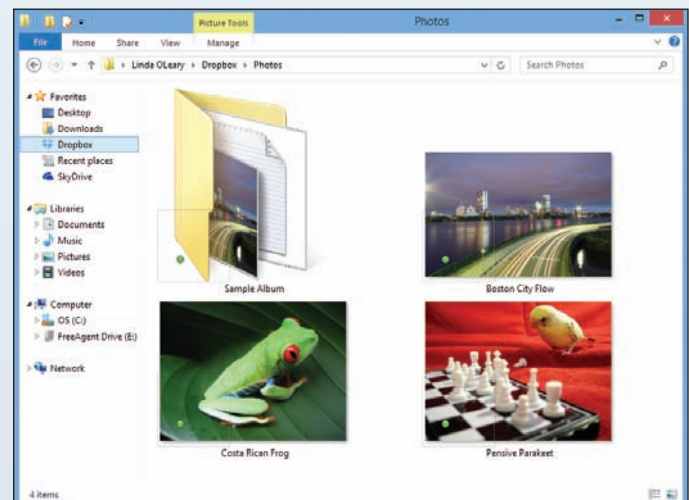 Picture Tools
Photos
File
Home
Share
View
Manage
Linda OLeary
Dropbox
Photos
Search Photos
Favorites
Desktop
Downloads
Dropbox
Recent places
SkyDrive
Libraries
Documents
Music
Pictures
Videos
Computer
OS (C:)
FreeAgent Drive (E:)
Network
Sample Album
Boston City Flow
Costa Rican Frog
Pensive Parakeet
4 items